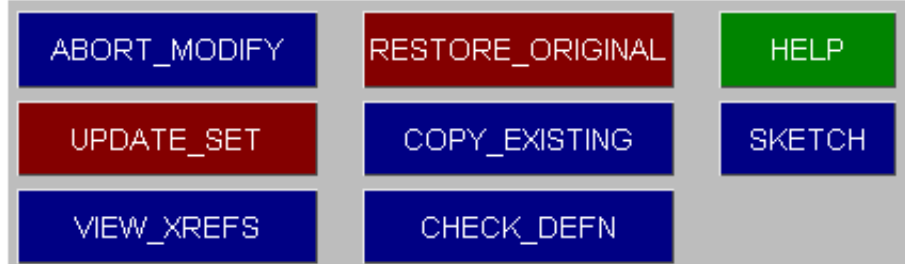 ABORT_MODIFY RESTORE_ORIGINAL HELP
UPDATE_SET COPY_EXISTING SKETCH
VIEW_XREFS CHECK_DEFN